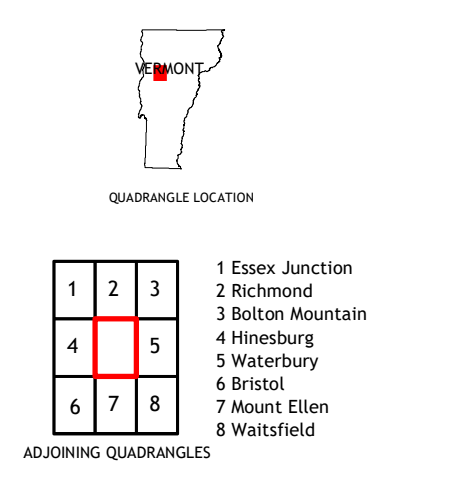 VERMONT
QUADRANGLE LOCATION
1 2 3
4 5
6 7 8
1 Essex Junction
2 Richmond
3 Bolton Mountain
4 Hinesburg
5 Waterbury
6 Bristol
7 Mount Ellen
8 Waitsfield
ADJOINING QUADRANGLES